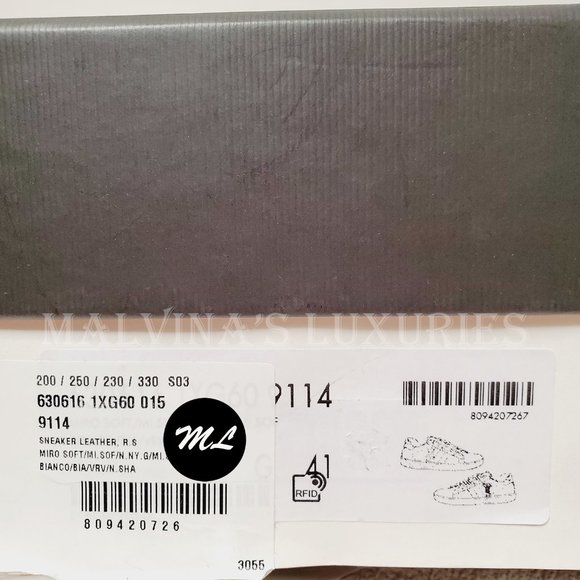 MALVINA'S LUXURIES
200 / 250 / 230 / 330 S03
630616 1XG60 015
9114
SNEAKER LEATHER, R.S
MIRO SOFT/MI.SOF/N.NY.G/MI.
BIANCO/BIA/VRV/N.SHA
809420726
3055
ML
G60 9114
8094207267
41
RFID